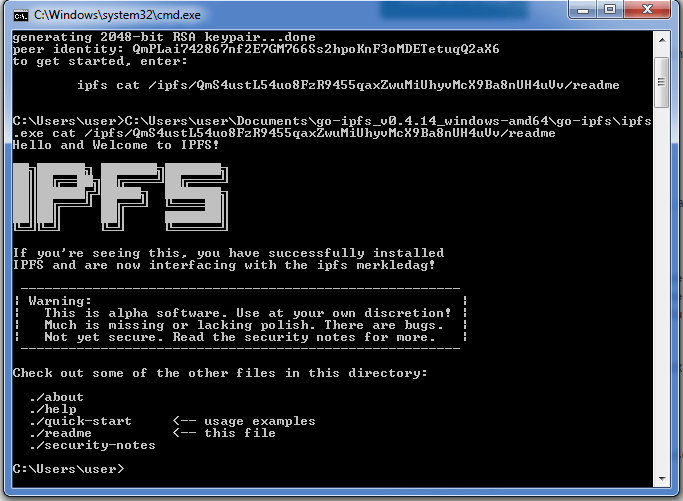 C:\Windows\system32\cmd.exe
generating 2048-bit RSA keypair...done
peer identity: QmPLai742867nf2E7GM766Ss2hpoKnF3oMDETetuqQ2aX6
to get started, enter:
ipfs cat /ipfs/QmS4ustL54uo8FzR9455qaxZwuMiUhyvMcX9Ba8nUH4uVv/readme
C:\Users\user>C:\Users\user\Documents\go-ipfs_v0.4.14_windows-amd64\go-ipfs\ipfs
.exe cat /ipfs/QmS4ustL54uo8FzR9455qaxZwuMiUhyvMcX9Ba8nUH4uVv/readme
Hello and Welcome to IPFS!
IPFS
If you're seeing this, you have successfully installed
IPFS and are now interfacing with the ipfs merkledag!
Warning:
This is alpha software. Use at your own discretion!
Much is missing or lacking polish. There are bugs.
Not yet secure. Read the security notes for more.
Check out some of the other files in this directory:
./about
./help
./quick-start <-- usage examples
./readme <-- this file
./security-notes
C:\Users\user>